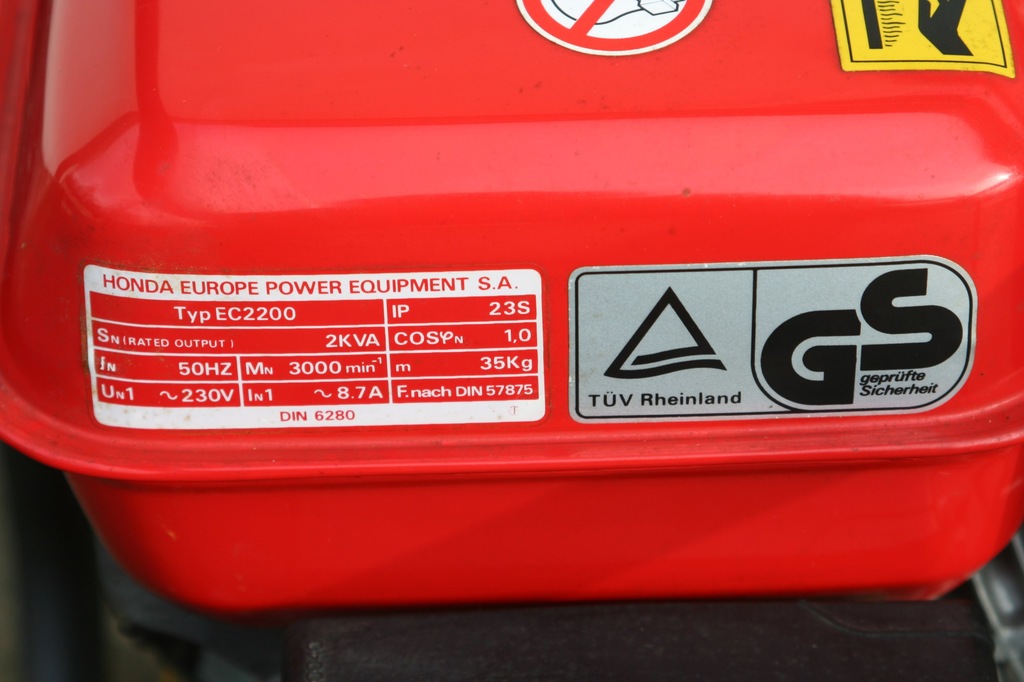 HONDA EUROPE POWER EQUIPMENT S.A.
Typ EC2200 IP 23S
SN (RATED OUTPUT) 2KVA COSφN 1,0
fN 50HZ MN 3000 min⁻¹ m 35Kg
UN1 ~230V IN1 ~8.7A F.nach DIN 57875
DIN 6280 T
TÜV Rheinland
GS
geprüfte
Sicherheit